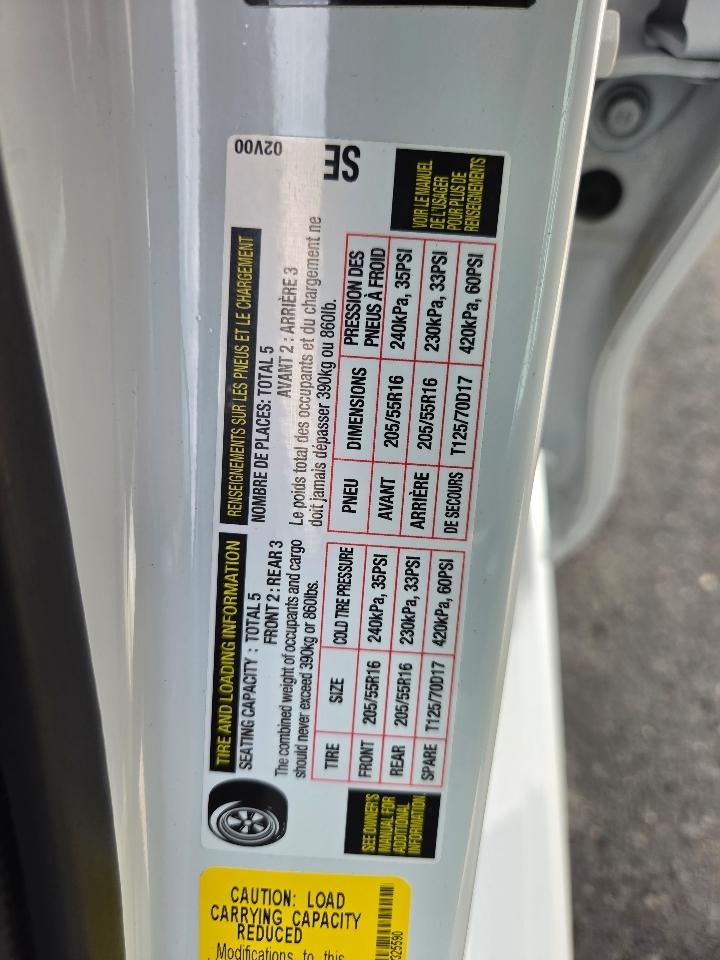 TIRE AND LOADING INFORMATION
SEATING CAPACITY : TOTAL 5
FRONT 2 : REAR 3
The combined weight of occupants and cargo
should never exceed 390kg or 860lbs.
TIRE SIZE COLD TIRE PRESSURE
FRONT 205/55R16 240kPa, 35PSI
REAR 205/55R16 230kPa, 33PSI
SPARE T125/70D17 420kPa, 60PSI
SEE OWNER'S
MANUAL FOR
ADDITIONAL
INFORMATION
RENSEIGNEMENTS SUR LES PNEUS ET LE CHARGEMENT
NOMBRE DE PLACES: TOTAL 5
AVANT 2 : ARRIÈRE 3
Le poids total des occupants et du chargement ne
doit jamais dépasser 390kg ou 860lb.
PNEU DIMENSIONS PRESSION DES
PNEUS À FROID
AVANT 205/55R16 240kPa, 35PSI
ARRIÈRE 205/55R16 230kPa, 33PSI
DE SECOURS T125/70D17 420kPa, 60PSI
VOIR LE MANUEL
DE L'USAGER
POUR PLUS DE
RENSEIGNEMENTS
02V00
SE
CAUTION: LOAD
CARRYING CAPACITY
REDUCED
Modifications to this
325590